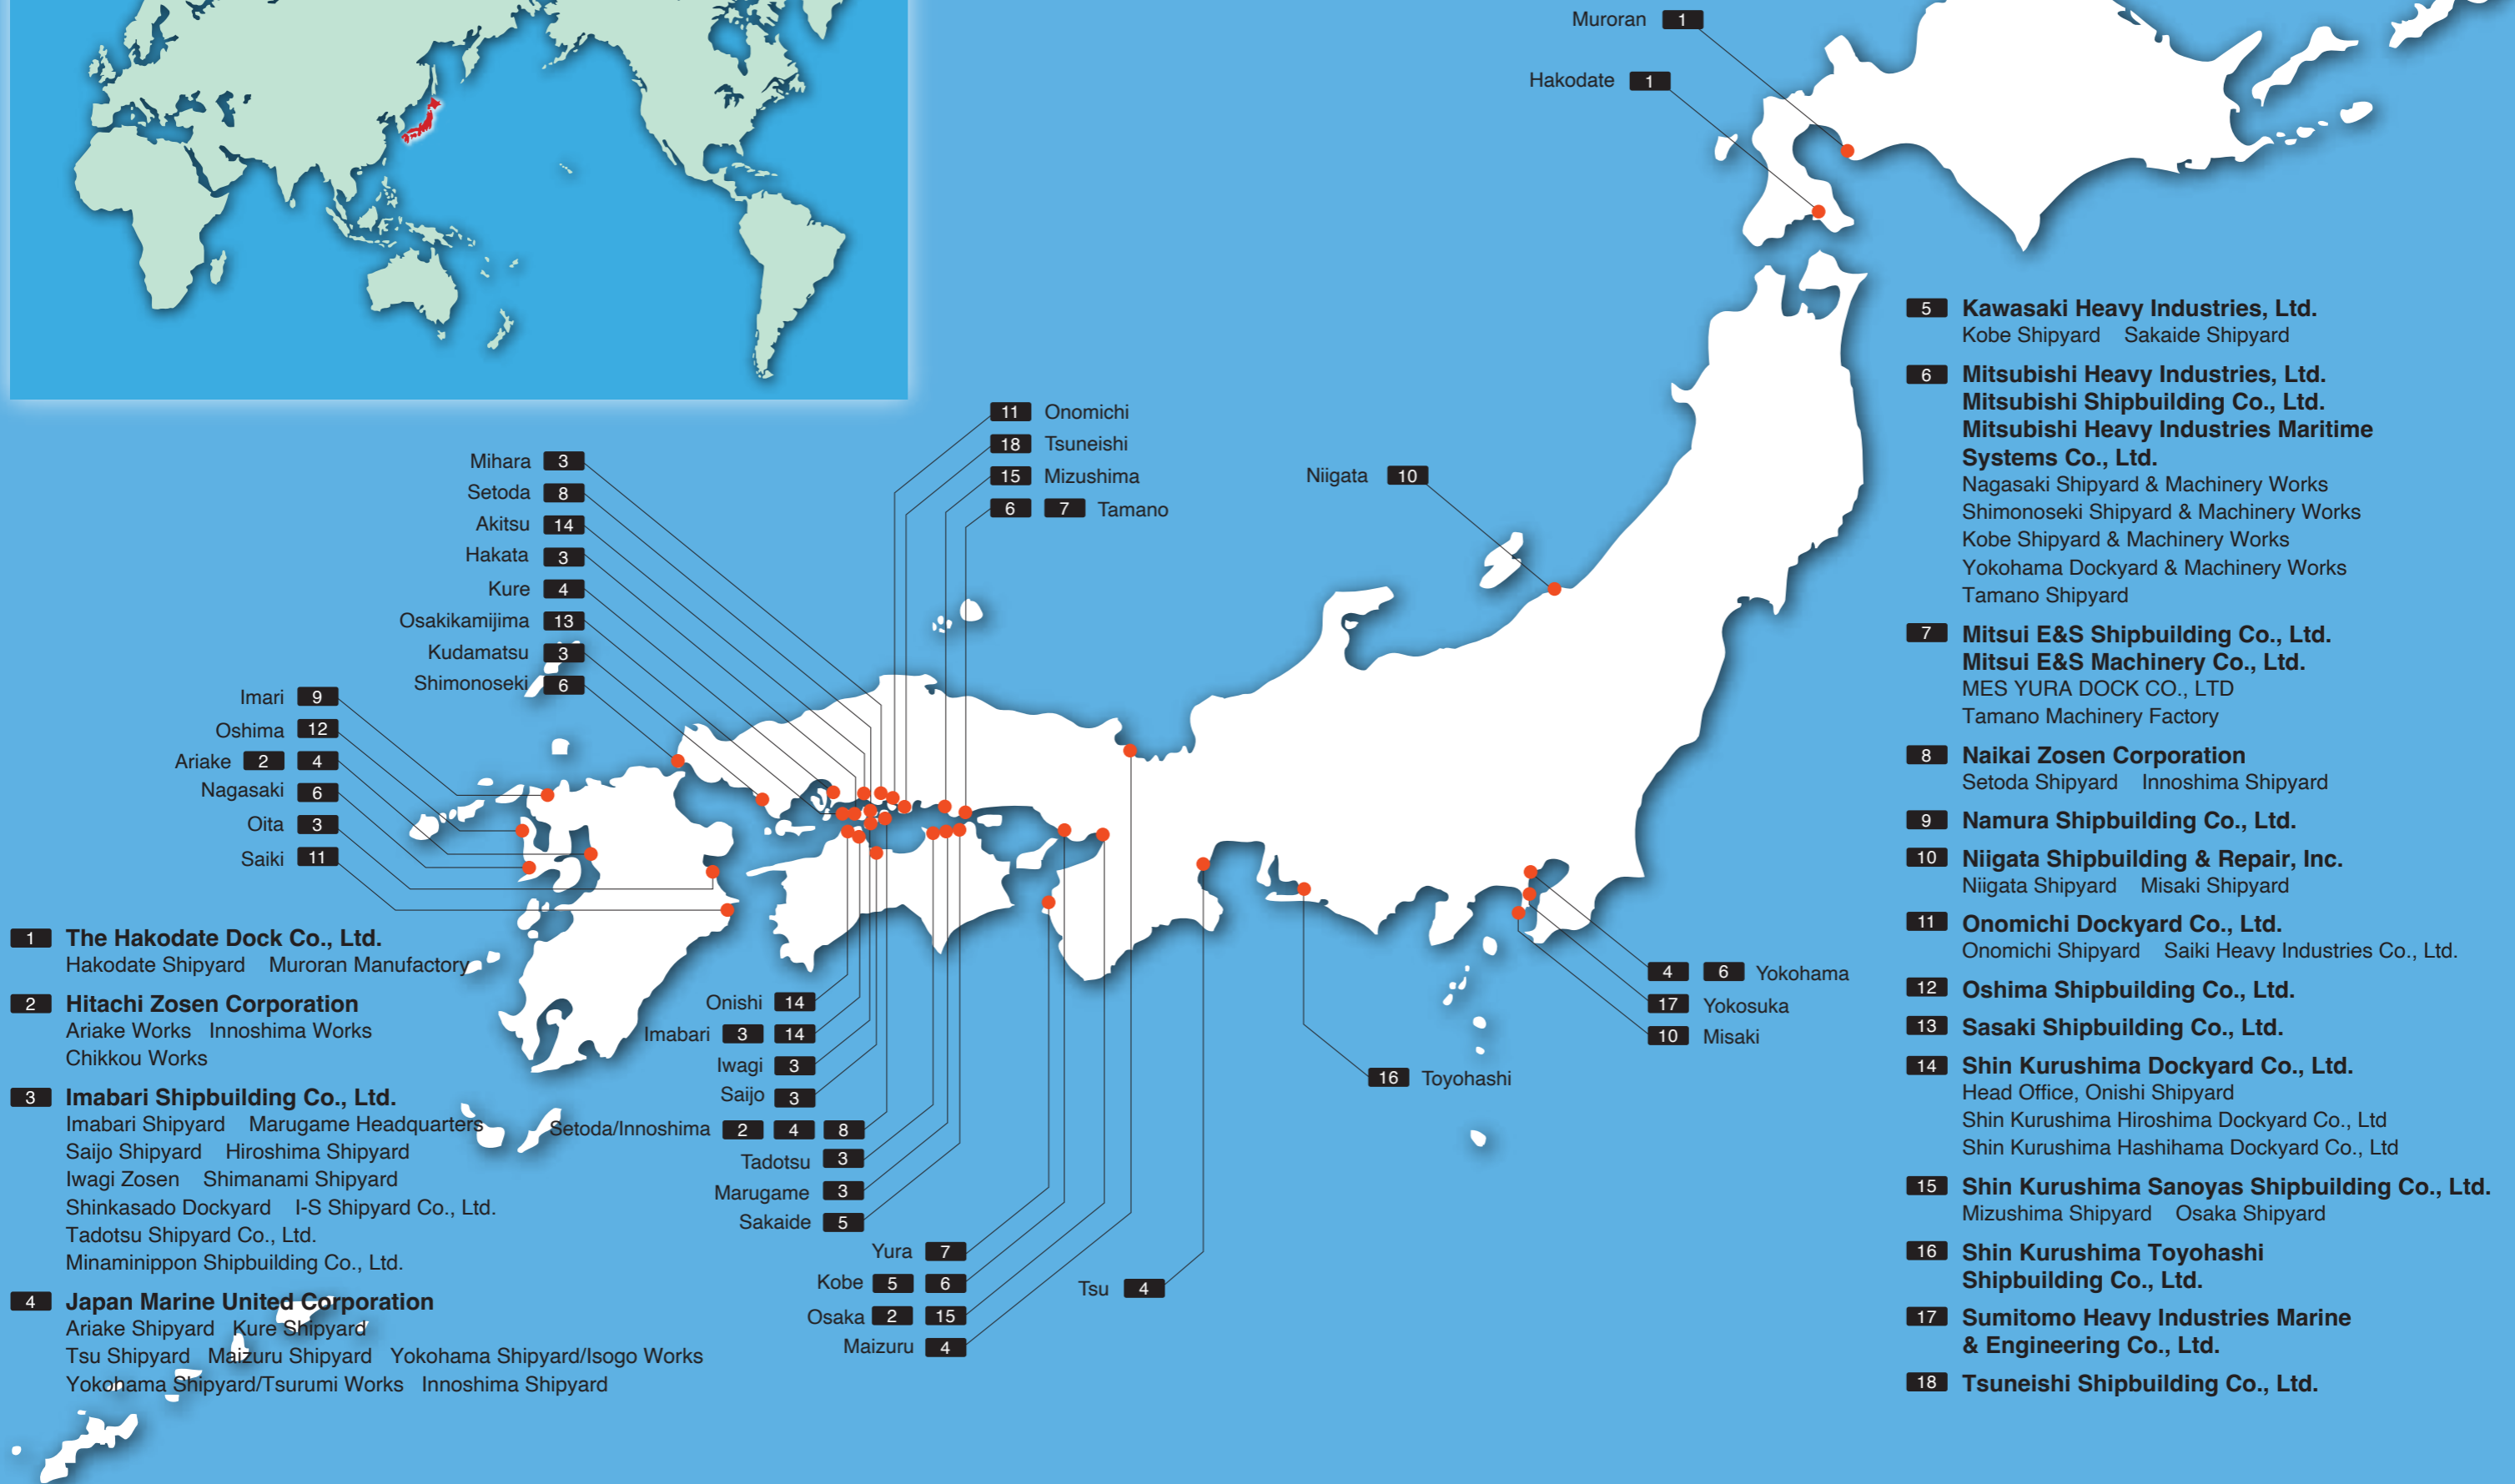 Muroran 1
Hakodate 1
11 Onomichi
18 Tsuneishi
15 Mizushima
6 7 Tamano
Niigata 10
Mihara 3
Setoda 8
Akitsu 14
Hakata 3
Kure 4
Osakikamijima 13
Kudamatsu 3
Shimonoseki 6
Imari 9
Oshima 12
Ariake 2 4
Nagasaki 6
Oita 3
Saiki 11
Onishi 14
Imabari 3 14
Iwagi 3
Saijo 3
Setoda/Innoshima 2 4 8
Tadotsu 3
Marugame 3
Sakaide 5
Yura 7
Kobe 5 6
Osaka 2 15
Maizuru 4
Tsu 4
16 Toyohashi
4 6 Yokohama
17 Yokosuka
10 Misaki
1 The Hakodate Dock Co., Ltd.
Hakodate Shipyard Muroran Manufactory
2 Hitachi Zosen Corporation
Ariake Works Innoshima Works
Chikkou Works
3 Imabari Shipbuilding Co., Ltd.
Imabari Shipyard Marugame Headquarters
Saijo Shipyard Hiroshima Shipyard
Iwagi Zosen Shimanami Shipyard
Shinkasado Dockyard I-S Shipyard Co., Ltd.
Tadotsu Shipyard Co., Ltd.
Minaminippon Shipbuilding Co., Ltd.
4 Japan Marine United Corporation
Ariake Shipyard Kure Shipyard
Tsu Shipyard Maizuru Shipyard Yokohama Shipyard/Isogo Works
Yokohama Shipyard/Tsurumi Works Innoshima Shipyard
5 Kawasaki Heavy Industries, Ltd.
Kobe Shipyard Sakaide Shipyard
6 Mitsubishi Heavy Industries, Ltd.
Mitsubishi Shipbuilding Co., Ltd.
Mitsubishi Heavy Industries Maritime
Systems Co., Ltd.
Nagasaki Shipyard & Machinery Works
Shimonoseki Shipyard & Machinery Works
Kobe Shipyard & Machinery Works
Yokohama Dockyard & Machinery Works
Tamano Shipyard
7 Mitsui E&S Shipbuilding Co., Ltd.
Mitsui E&S Machinery Co., Ltd.
MES YURA DOCK CO., LTD
Tamano Machinery Factory
8 Naikai Zosen Corporation
Setoda Shipyard Innoshima Shipyard
9 Namura Shipbuilding Co., Ltd.
10 Niigata Shipbuilding & Repair, Inc.
Niigata Shipyard Misaki Shipyard
11 Onomichi Dockyard Co., Ltd.
Onomichi Shipyard Saiki Heavy Industries Co., Ltd.
12 Oshima Shipbuilding Co., Ltd.
13 Sasaki Shipbuilding Co., Ltd.
14 Shin Kurushima Dockyard Co., Ltd.
Head Office, Onishi Shipyard
Shin Kurushima Hiroshima Dockyard Co., Ltd
Shin Kurushima Hashihama Dockyard Co., Ltd
15 Shin Kurushima Sanoyas Shipbuilding Co., Ltd.
Mizushima Shipyard Osaka Shipyard
16 Shin Kurushima Toyohashi
Shipbuilding Co., Ltd.
17 Sumitomo Heavy Industries Marine
& Engineering Co., Ltd.
18 Tsuneishi Shipbuilding Co., Ltd.